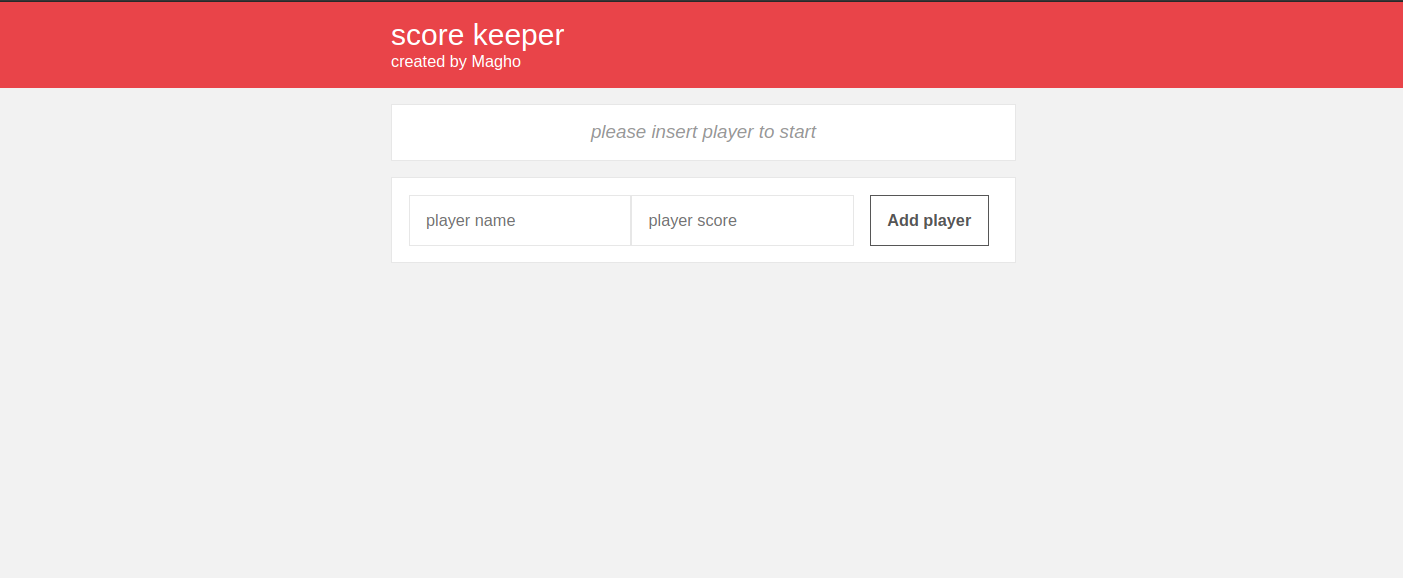 score keeper
created by Magho
please insert player to start
player name
player score
Add player